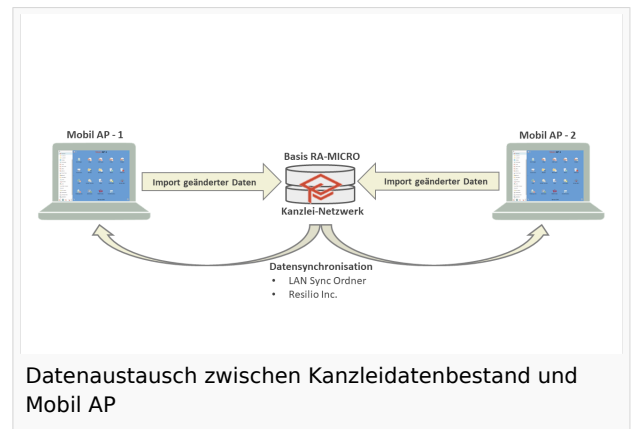 Mobil AP - 1
Mobil AP - 2
Basis RA-MICRO
Import geänderter Daten
Import geänderter Daten
Kanzlei-Netzwerk
Datensynchronisation
• LAN Sync Ordner
• Resilio Inc.
Datenaustausch zwischen Kanzleidatenbestand und
Mobil AP